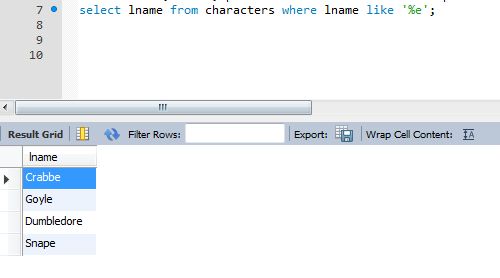 7 select lname from characters where lname like '%e';
8
9
10
Result Grid Filter Rows: Export: Wrap Cell Content:
lname
Crabbe
Goyle
Dumbledore
Snape